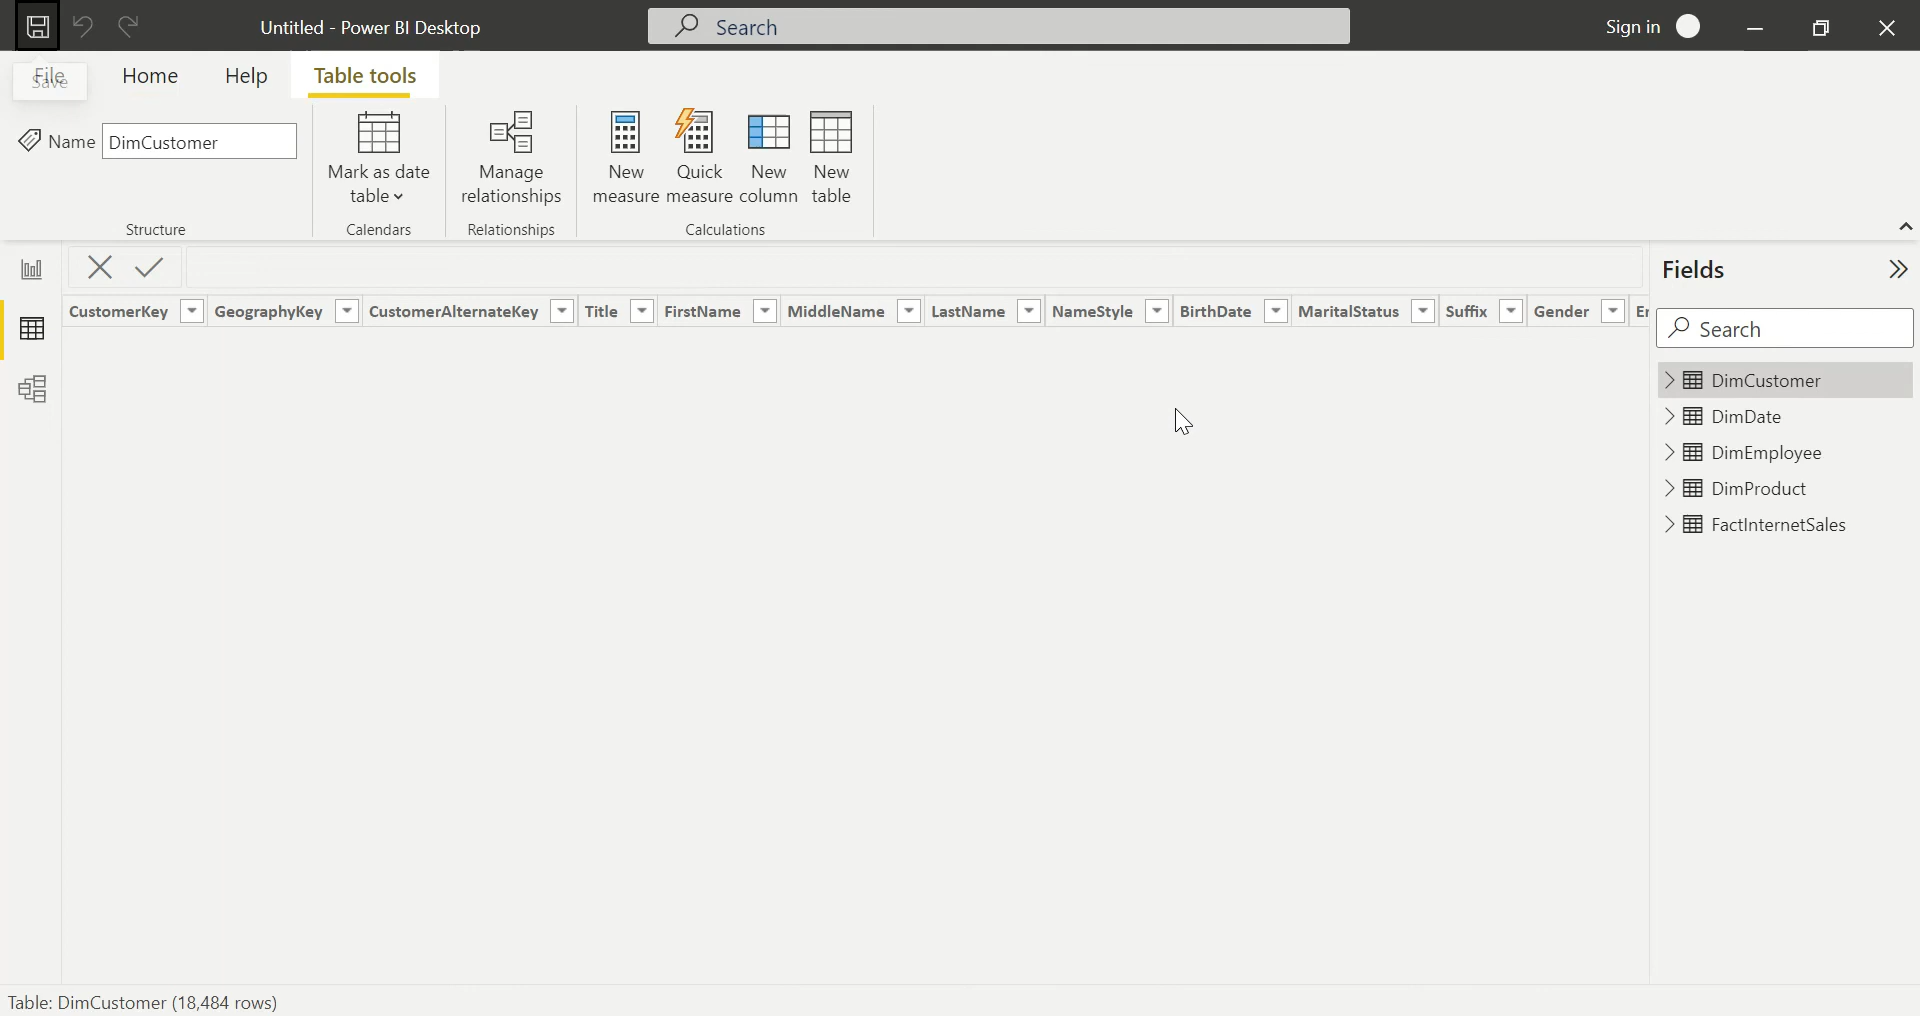 Untitled - Power BI Desktop
Search
Sign in
File
Save
Home
Help
Table tools
Name
DimCustomer
Structure
Mark as date
table
Calendars
Manage
relationships
Relationships
New
measure
Quick
measure
New
column
New
table
Calculations
CustomerKey
GeographyKey
CustomerAlternateKey
Title
FirstName
MiddleName
LastName
NameStyle
BirthDate
MaritalStatus
Suffix
Gender
Fields
Search
DimCustomer
DimDate
DimEmployee
DimProduct
FactInternetSales
Table: DimCustomer (18,484 rows)